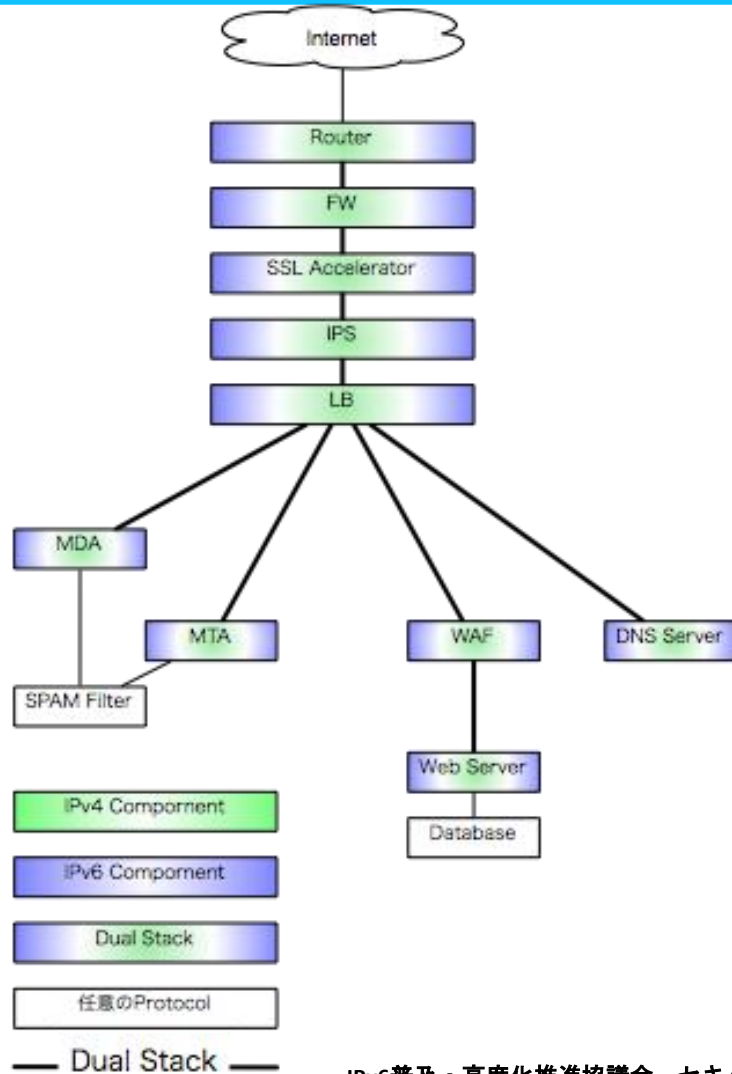 Internet
Router
FW
SSL Accelerator
IPS
LB
MDA
MTA
WAF
DNS Server
SPAM Filter
Web Server
Database
IPv4 Compornent
IPv6 Compornent
Dual Stack
任意のProtocol
Dual Stack
IPv6普及・高度化推進協議会